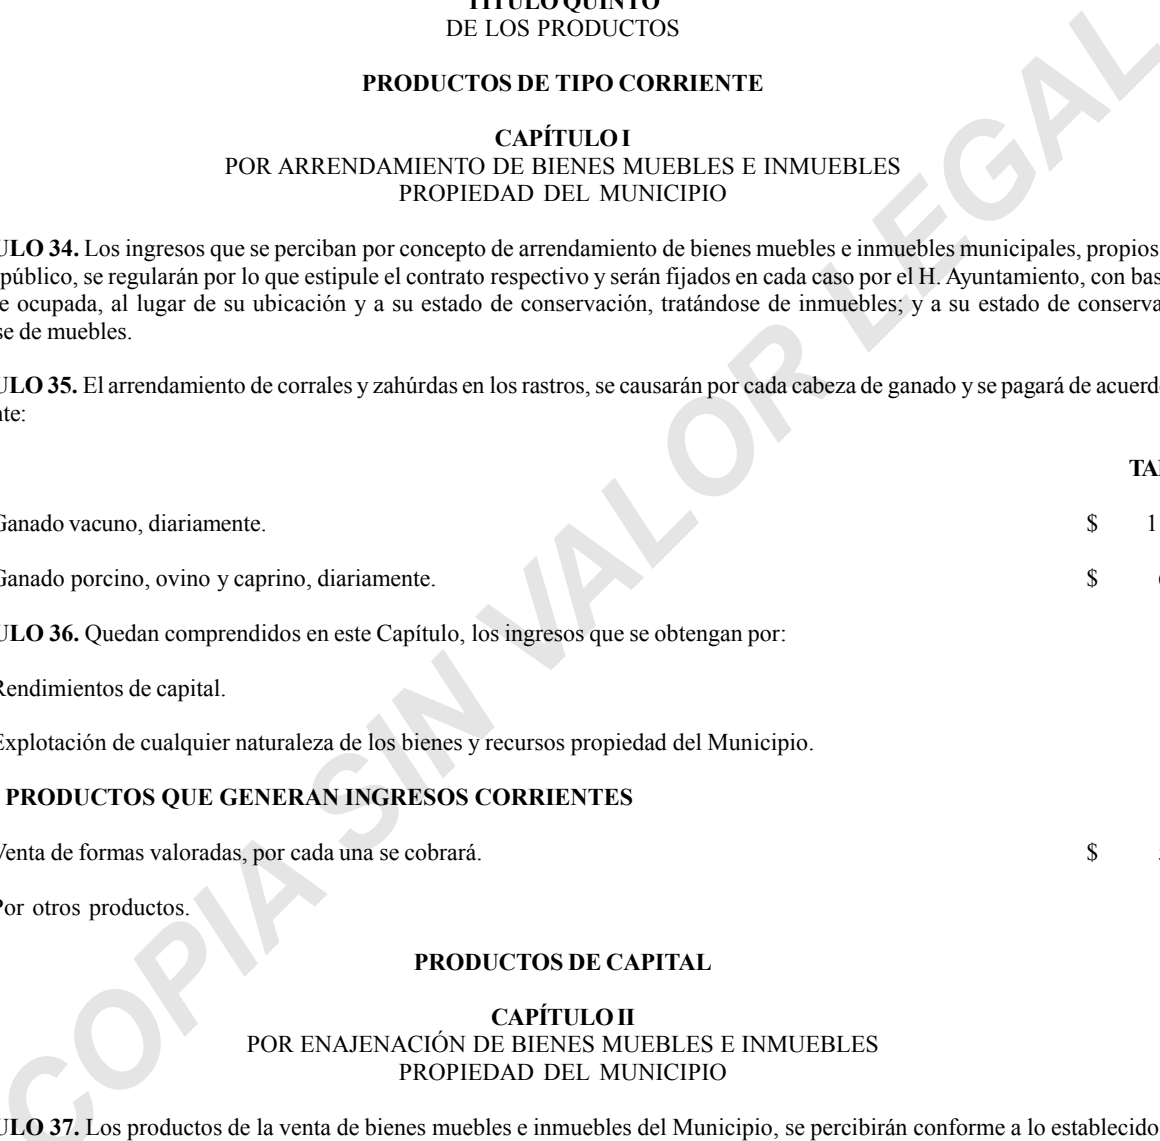 TÍTULO QUINTO
DE LOS PRODUCTOS
PRODUCTOS DE TIPO CORRIENTE
CAPÍTULO I
POR ARRENDAMIENTO DE BIENES MUEBLES E INMUEBLES
PROPIEDAD DEL MUNICIPIO
ULO 34. Los ingresos que se perciban por concepto de arrendamiento de bienes muebles e inmuebles municipales, propios
público, se regularán por lo que estipule el contrato respectivo y serán fijados en cada caso por el H. Ayuntamiento, con bas
e ocupada, al lugar de su ubicación y a su estado de conservación, tratándose de inmuebles; y a su estado de conserva
se de muebles.
ULO 35. El arrendamiento de corrales y zahúrdas en los rastros, se causarán por cada cabeza de ganado y se pagará de acuerd
nte:
TA
Ganado vacuno, diariamente. $ 1
Ganado porcino, ovino y caprino, diariamente. $
ULO 36. Quedan comprendidos en este Capítulo, los ingresos que se obtengan por:
Rendimientos de capital.
Explotación de cualquier naturaleza de los bienes y recursos propiedad del Municipio.
PRODUCTOS QUE GENERAN INGRESOS CORRIENTES
Venta de formas valoradas, por cada una se cobrará. $
Por otros productos.
PRODUCTOS DE CAPITAL
CAPÍTULO II
POR ENAJENACIÓN DE BIENES MUEBLES E INMUEBLES
PROPIEDAD DEL MUNICIPIO
ULO 37. Los productos de la venta de bienes muebles e inmuebles del Municipio, se percibirán conforme a lo establecido
COPIA SIN VALOR LEGAL